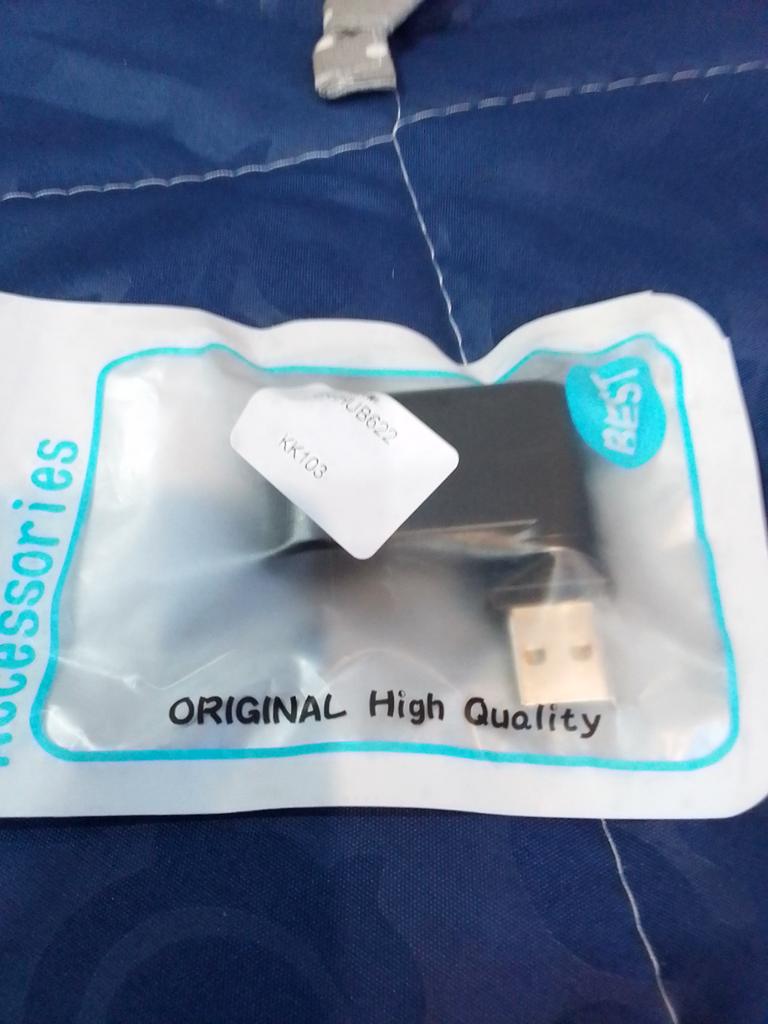 BEST
KK103
Accessories
ORIGINAL High Quality